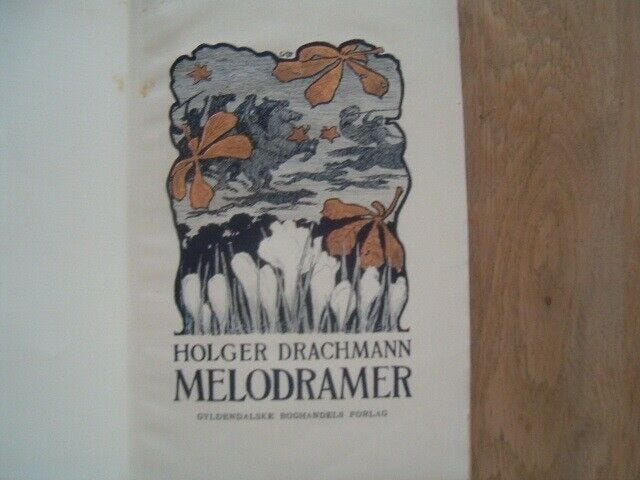 HOLGER DRACHMANN
MELODRAMER
GYLDENDALSKE BOGHANDELS FORLAG